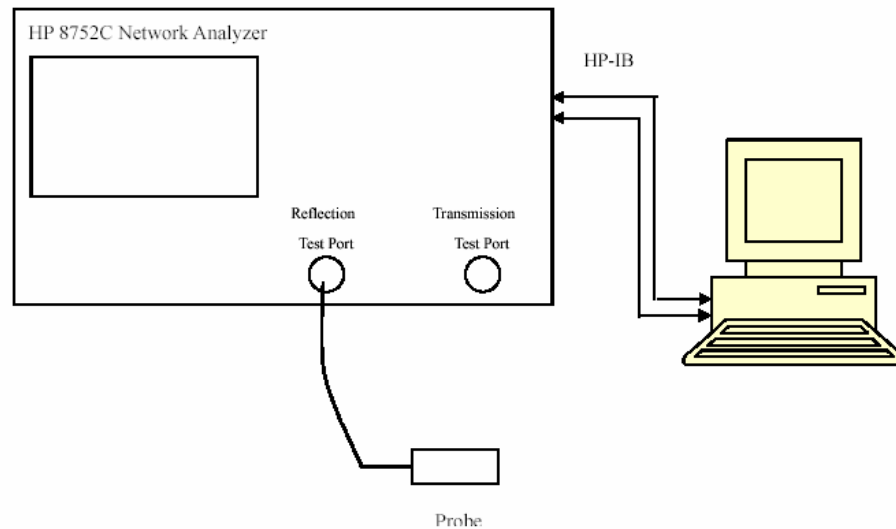 HP 8752C Network Analyzer
HP-IB
Reflection
Test Port
Transmission
Test Port
Probe